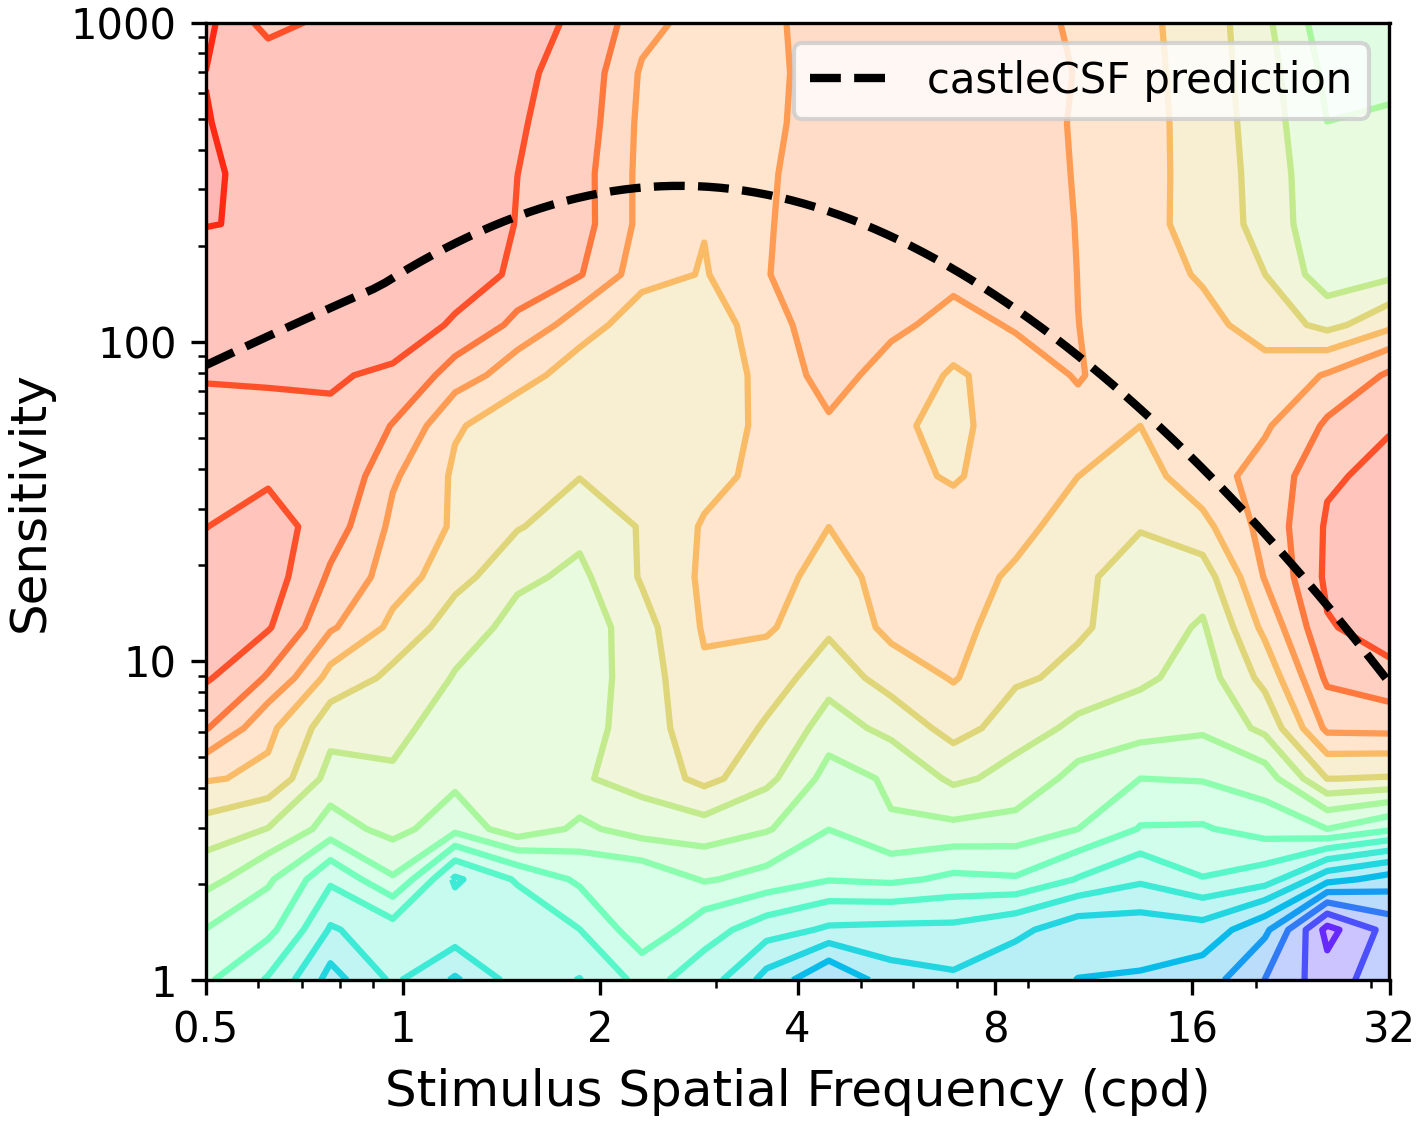 1000
castleCSF prediction
100
Sensitivity
10
1
0.5 1 2 4 8 16 32
Stimulus Spatial Frequency (cpd)